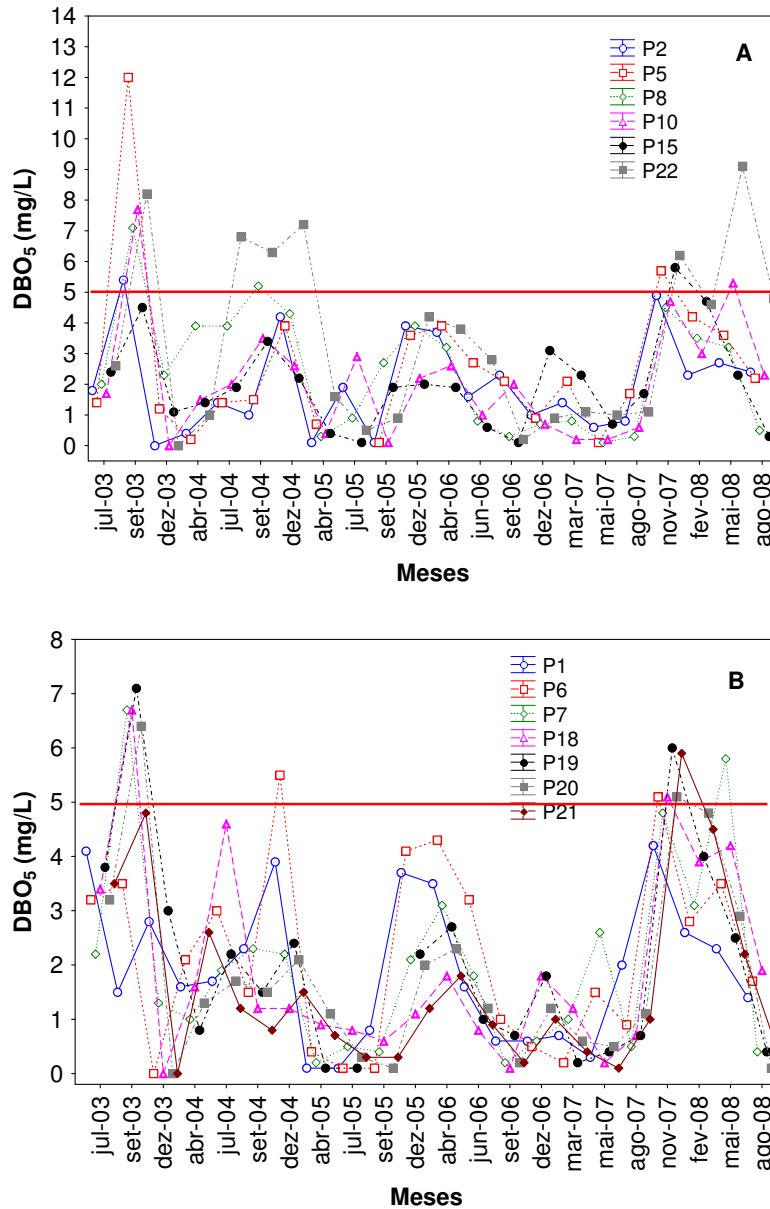 14
13
12
11
10
9
8
7
6
5
4
3
2
1
0
DBO₅ (mg/L)
A
P2
P5
P8
P10
P15
P22
jul-03
set-03
dez-03
abr-04
jul-04
set-04
dez-04
abr-05
jul-05
set-05
dez-05
abr-06
jun-06
set-06
dez-06
mar-07
mai-07
ago-07
nov-07
fev-08
mai-08
ago-08
Meses
8
7
6
5
4
3
2
1
0
DBO₅ (mg/L)
B
P1
P6
P7
P18
P19
P20
P21
jul-03
set-03
dez-03
abr-04
jul-04
set-04
dez-04
abr-05
jul-05
set-05
dez-05
abr-06
jun-06
set-06
dez-06
mar-07
mai-07
ago-07
nov-07
fev-08
mai-08
ago-08
Meses